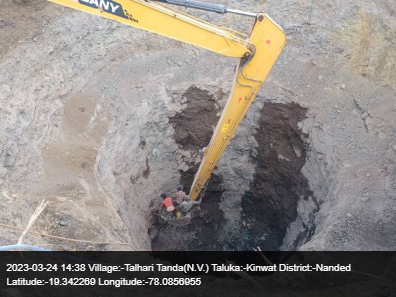 SANY
2023-03-24 14:38 Village:-Talhari Tanda(N.V.) Taluka:-Kinwat District:-Nanded
Latitude:-19.342269 Longitude:-78.0856955